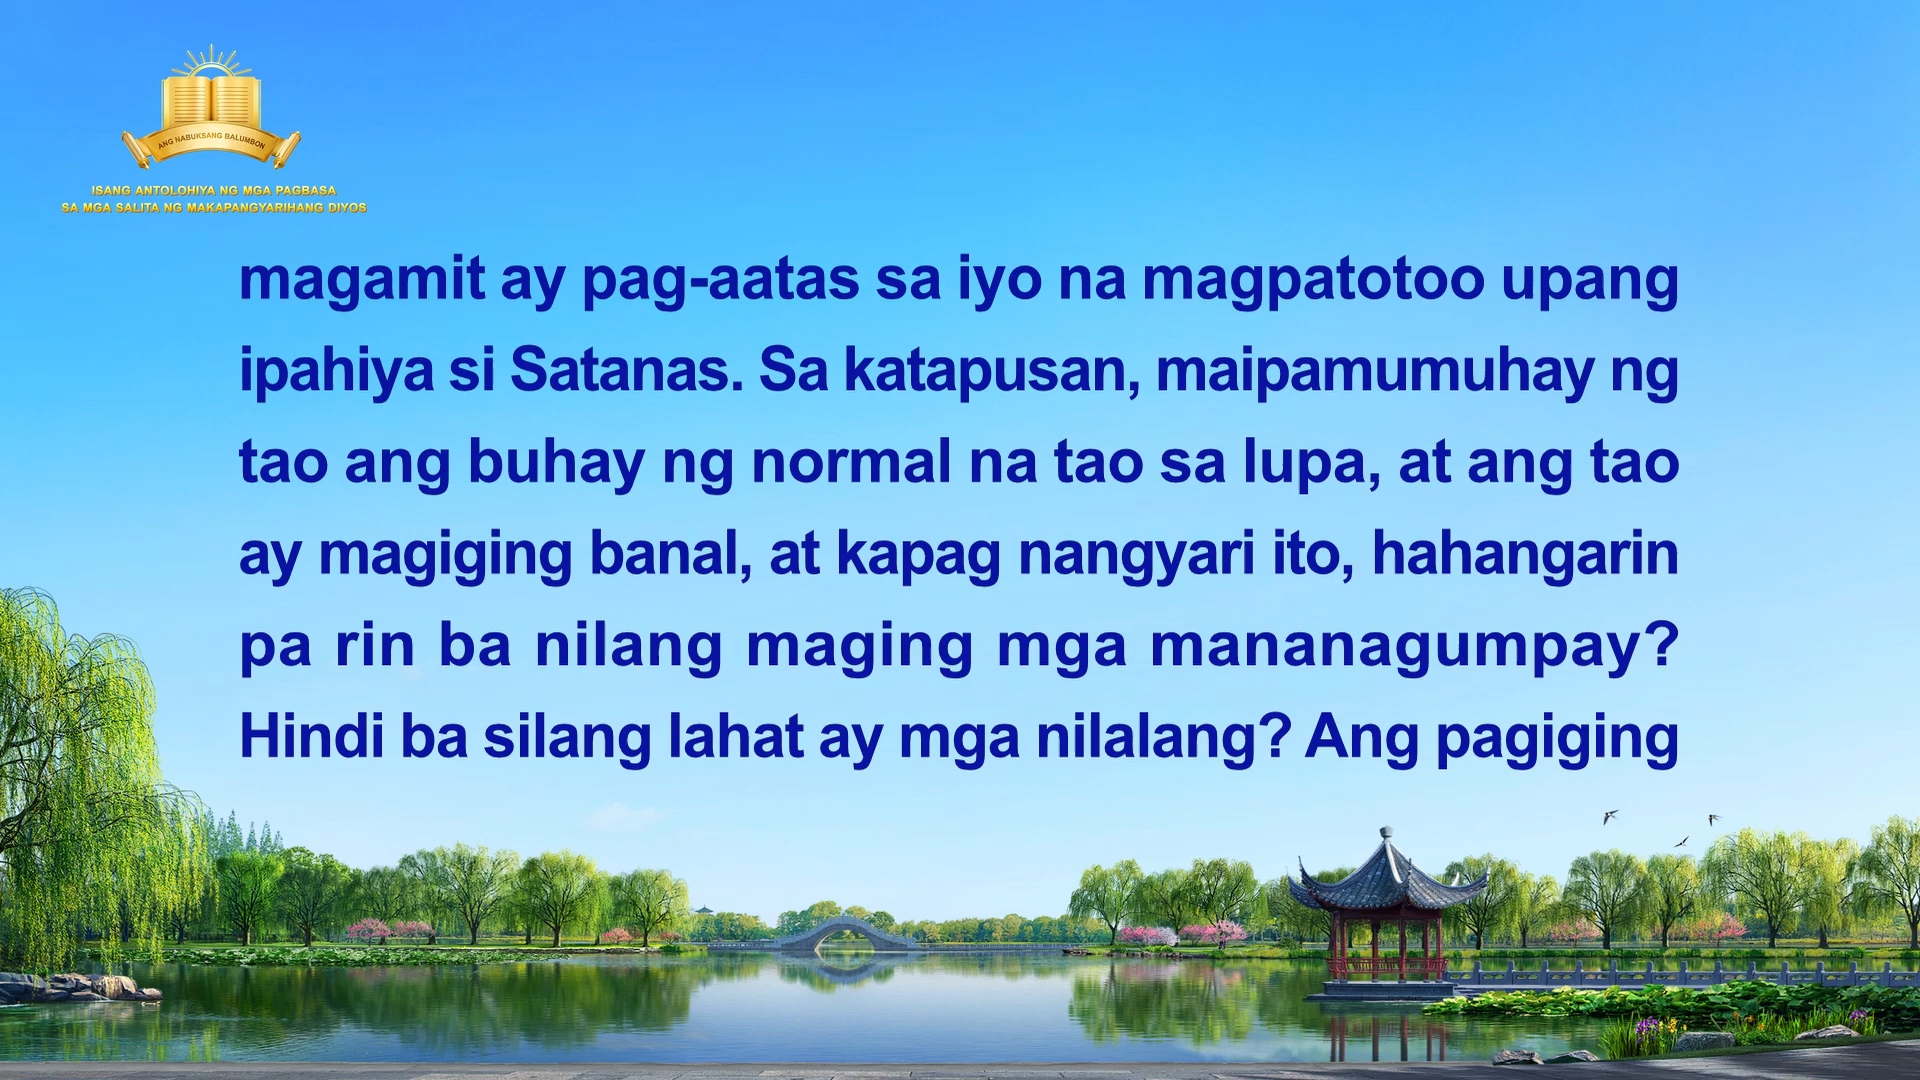 ANG NABUKSANG BALUMBON
ISANG ANTOLOHIYA NG MGA PAGBASA
SA MGA SALITA NG MAKAPANGYARIHANG DIYOS
magamit ay pag-aatas sa iyo na magpatotoo upang
ipahiya si Satanas. Sa katapusan, maipamumuhay ng
tao ang buhay ng normal na tao sa lupa, at ang tao
ay magiging banal, at kapag nangyari ito, hahangarin
pa rin ba nilang maging mga mananagumpay?
Hindi ba silang lahat ay mga nilalang? Ang pagiging